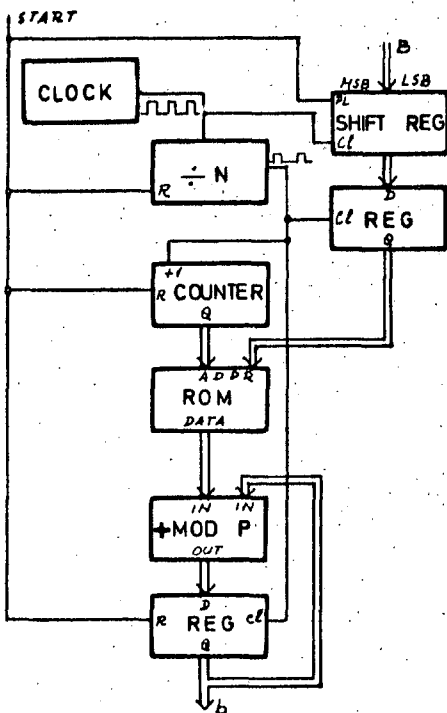 START
B
CLOCK
MSB LSB
PL
SHIFT REG
Cl
÷ N
R
D
Cl REG
Q
+1
R COUNTER
Q
ADDR
ROM
DATA
IN IN
+MOD P
OUT
D
R REG Cl
Q
b